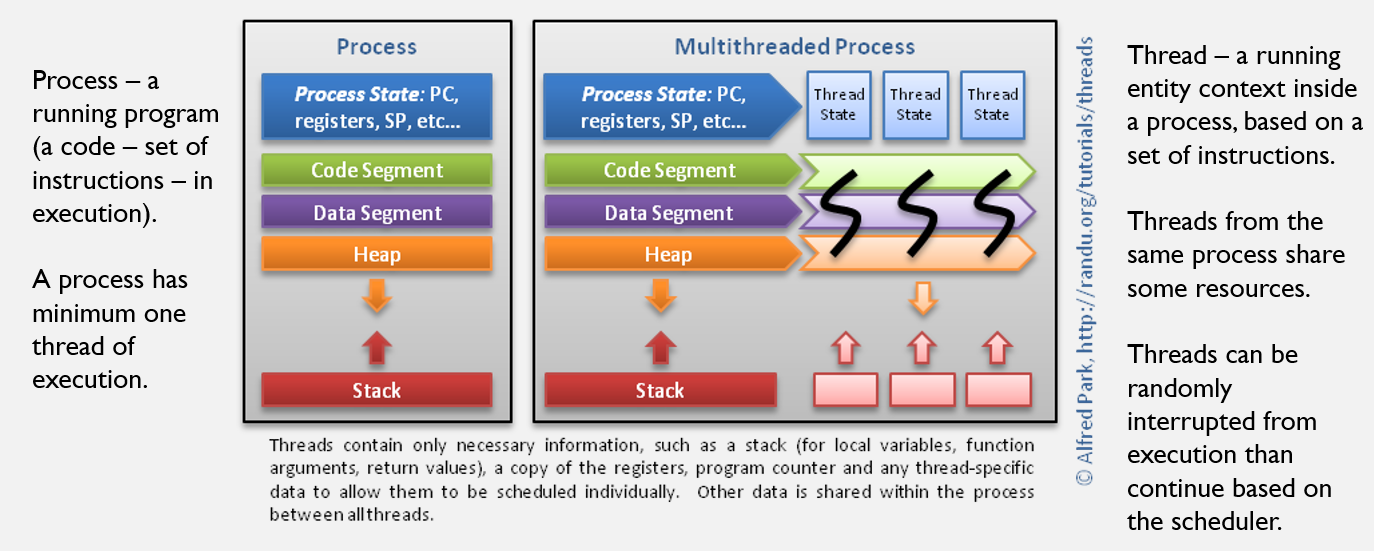 Process – a
running program
(a code – set of
instructions – in
execution).
A process has
minimum one
thread of
execution.
Process
Process State: PC,
registers, SP, etc...
Code Segment
Data Segment
Heap
Stack
Multithreaded Process
Process State: PC,
registers, SP, etc...
Thread
State
Thread
State
Thread
State
Code Segment
Data Segment
Heap
Stack
Threads contain only necessary information, such as a stack (for local variables, function
arguments, return values), a copy of the registers, program counter and any thread-specific
data to allow them to be scheduled individually. Other data is shared within the process
between all threads.
© Alfred Park, http://randu.org/tutorials/threads
Thread – a running
entity context inside
a process, based on a
set of instructions.
Threads from the
same process share
some resources.
Threads can be
randomly
interrupted from
execution than
continue based on
the scheduler.